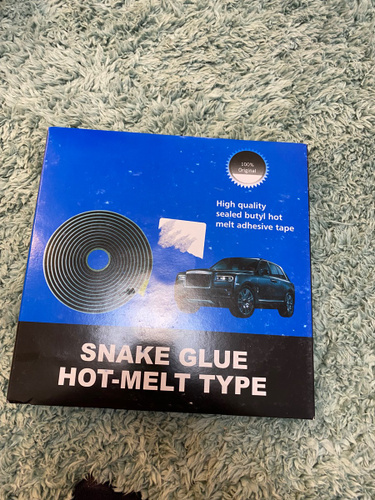 100%
Original
High quality
sealed butyl hot
melt adhesive tape
SNAKE GLUE
HOT-MELT TYPE